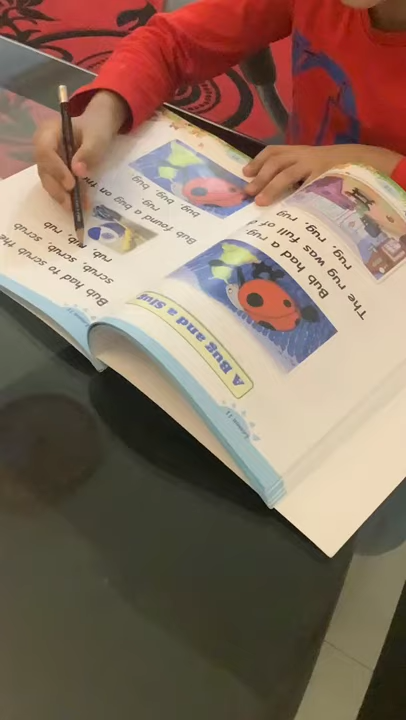 A Bug and a Slug
Bub had a rug.
The rug was full of
rug, rug, rug
Bub found a bug on the
bug, bug, bug
Bub had to scrub the
scrub, scrub, scrub
rub, rub, rub